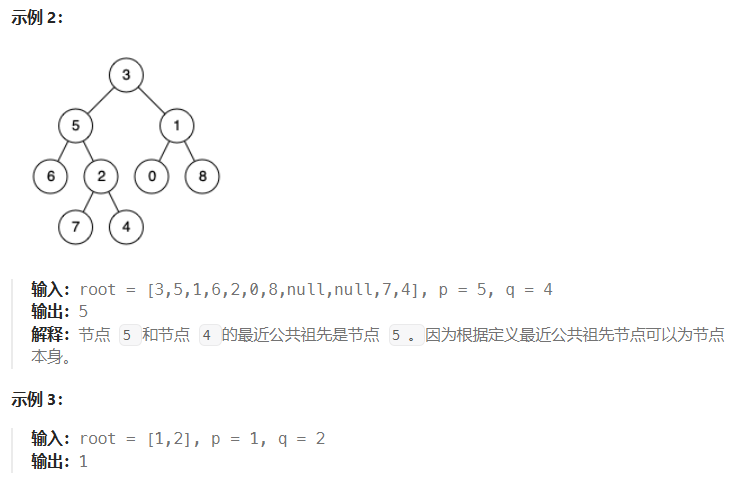 示例 2：
3
5 1
6 2 0 8
7 4
输入：root = [3,5,1,6,2,0,8,null,null,7,4], p = 5, q = 4
输出：5
解释：节点 5 和节点 4 的最近公共祖先是节点 5 。因为根据定义最近公共祖先节点可以为节点
本身。
示例 3：
输入：root = [1,2], p = 1, q = 2
输出：1